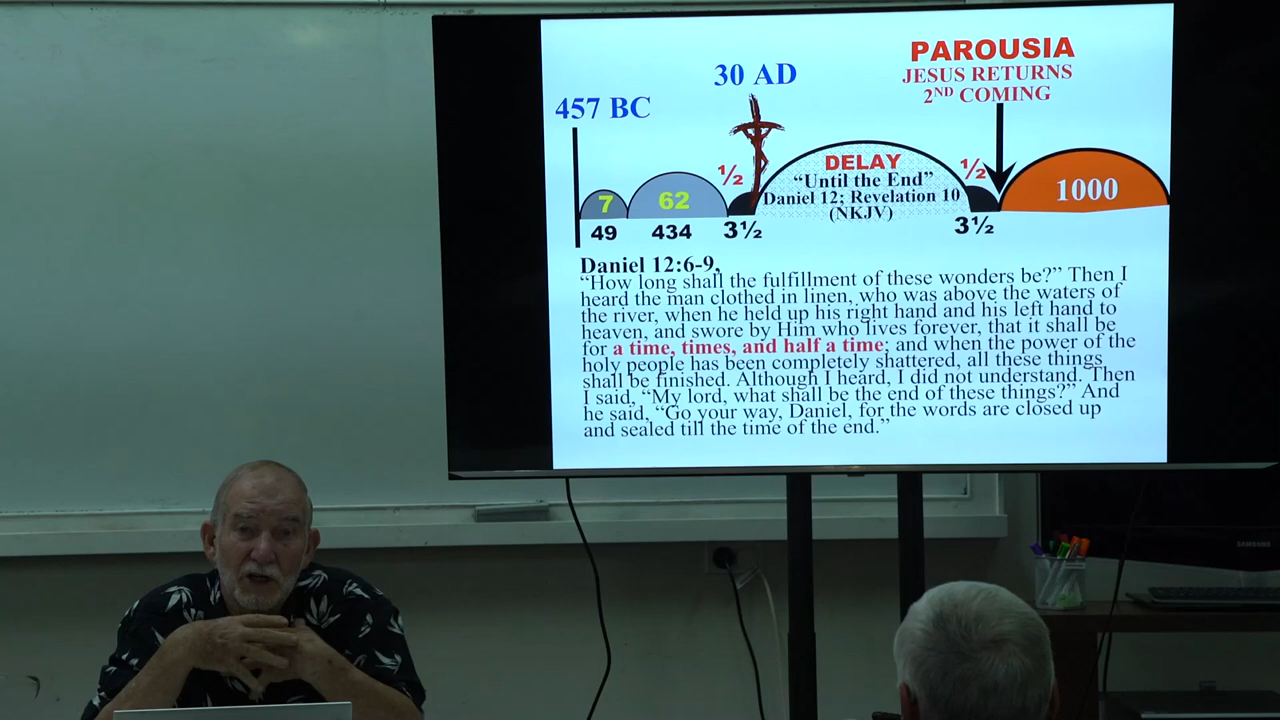 PAROUSIA
JESUS RETURNS
2ND COMING
30 AD
457 BC
½
DELAY
"Until the End"
Daniel 12; Revelation 10
(NKJV)
½
7
62
1000
49
434
3½
3½
Daniel 12:6-9,
"How long shall the fulfillment of these wonders be?" Then I
heard the man clothed in linen, who was above the waters of
the river, when he held up his right hand and his left hand to
heaven, and swore by Him who lives forever, that it shall be
for a time, times, and half a time; and when the power of the
holy people has been completely shattered, all these things
shall be finished. Although I heard, I did not understand. Then
I said, "My lord, what shall be the end of these things?" And
he said, "Go your way, Daniel, for the words are closed up
and sealed till the time of the end."
SAMSUNG